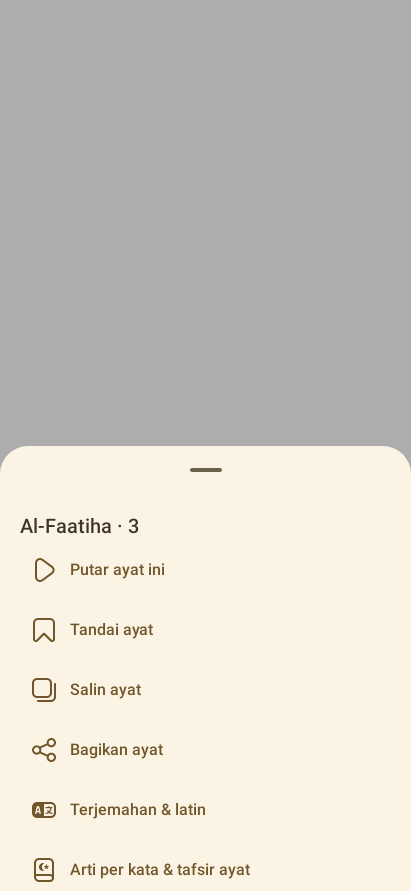 Al-Faatiha · 3
Putar ayat ini
Tandai ayat
Salin ayat
Bagikan ayat
Terjemahan & latin
Arti per kata & tafsir ayat